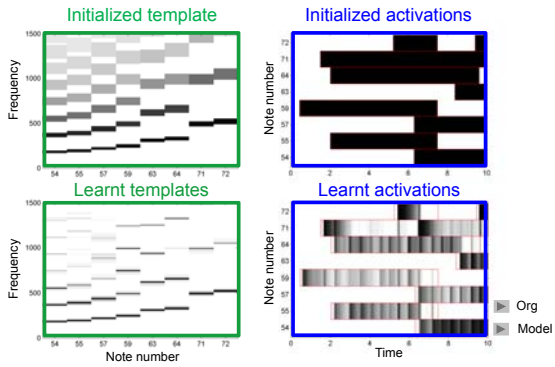 Initialized template
Initialized activations
Frequency
1500
1000
500
0
54 55 57 59 63 64 71 72
Note number
72
71
64
63
59
57
55
54
0 2 4 6 8 10
Learnt templates
Learnt activations
Frequency
1500
1000
500
0
54 55 57 59 63 64 71 72
Note number
Note number
72
71
64
63
59
57
55
54
0 2 4 6 8 10
Time
Org
Model